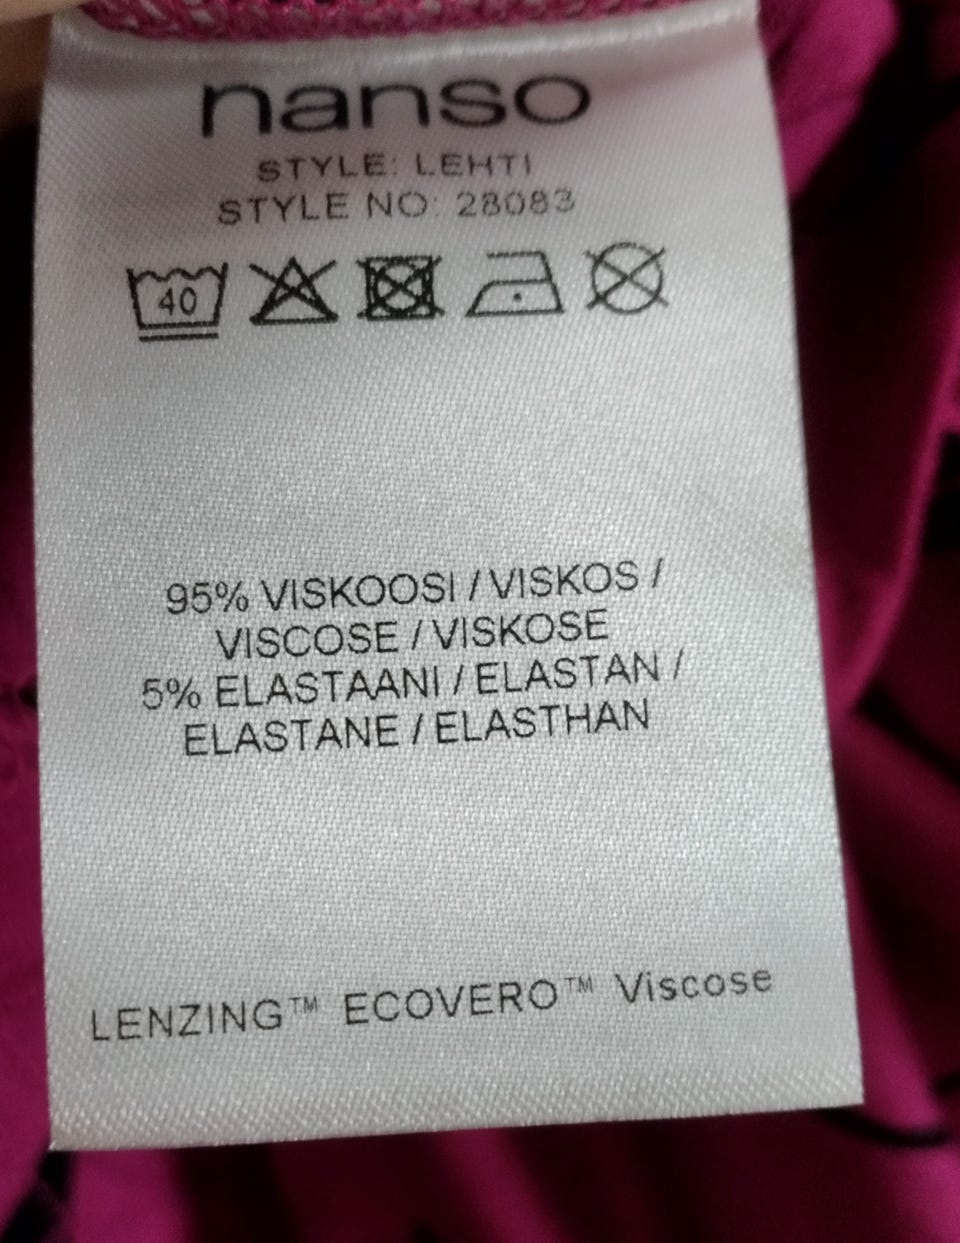 nanso
STYLE: LEHTI
STYLE NO: 28083
40
95% VISKOOSI / VISKOS /
VISCOSE / VISKOSE
5% ELASTAANI / ELASTAN /
ELASTANE / ELASTHAN
LENZING™ ECOVERO™ Viscose